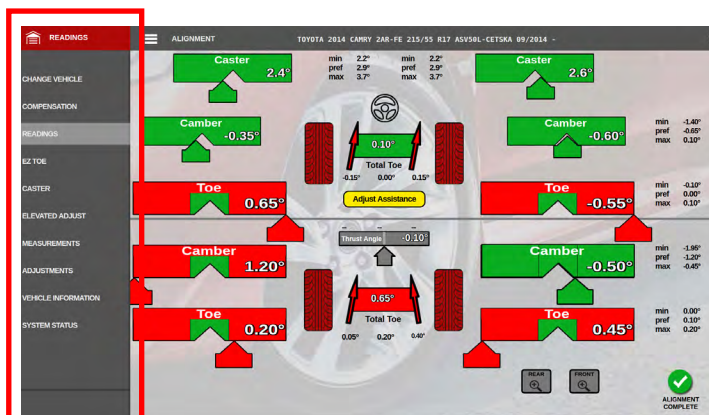 READINGS
ALIGNMENT
TOYOTA 2014 CAMRY 2AR-FE 215/55 R17 ASV50L-CETSKA 09/2014 -
CHANGE VEHICLE
COMPENSATION
READINGS
EZ TOE
CASTER
ELEVATED ADJUST
MEASUREMENTS
ADJUSTMENTS
VEHICLE INFORMATION
SYSTEM STATUS
Caster
2.4°
min 2.2° min 2.2°
pref 2.9° pref 2.9°
max 3.7° max 3.7°
Caster
2.6°
Camber
-0.35°
0.10°
Total Toe
-0.15° 0.00° 0.15°
Camber
-0.60°
min -1.40°
pref -0.65°
max 0.10°
Toe
0.65°
Adjust Assistance
Toe
-0.55°
min -0.10°
pref 0.00°
max 0.10°
Camber
1.20°
Thrust Angle -0.10°
Camber
-0.50°
min -1.95°
pref -1.20°
max -0.45°
Toe
0.20°
0.65°
Total Toe
0.05° 0.20° 0.40°
Toe
0.45°
min 0.00°
pref 0.10°
max 0.20°
REAR
FRONT
ALIGNMENT
COMPLETE